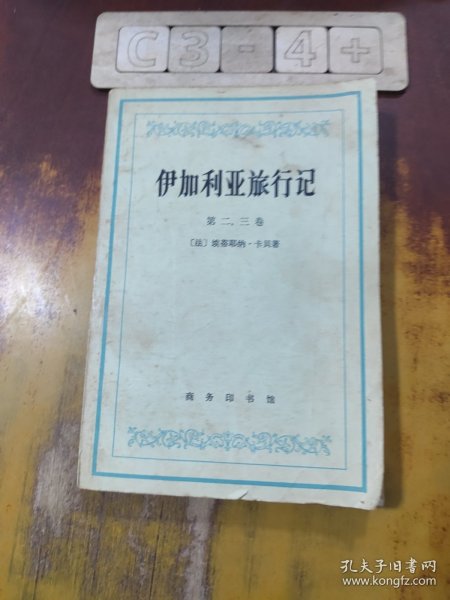 C3-4+
伊加利亚旅行记
第二、三卷
〔法〕埃蒂耶纳·卡贝著
商务印书馆
孔夫子旧书网
www.kongfz.com